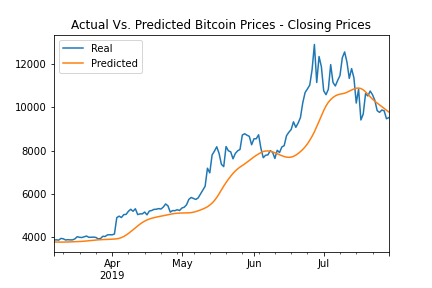 Actual Vs. Predicted Bitcoin Prices - Closing Prices
Real
Predicted
12000
10000
8000
6000
4000
Apr
2019
May
Jun
Jul